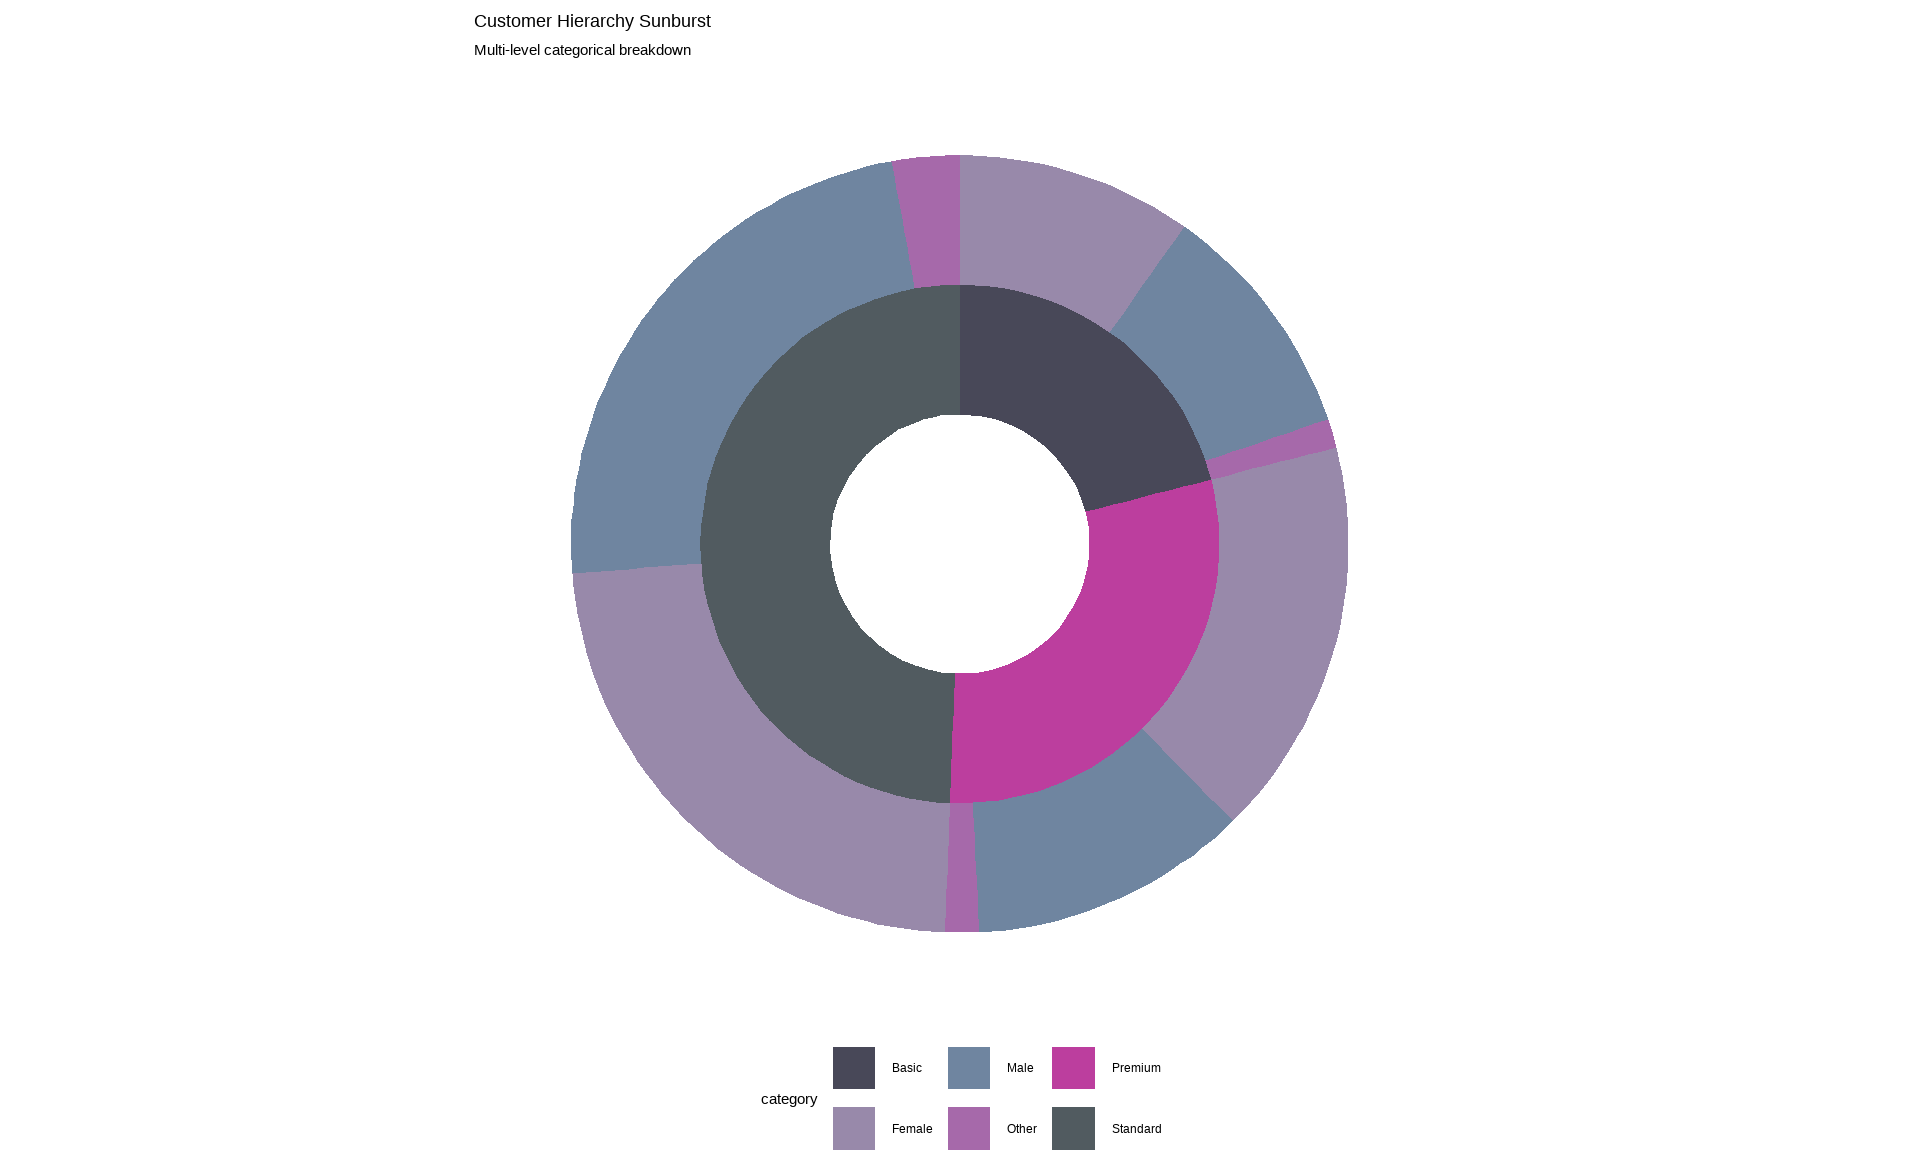 Customer Hierarchy Sunburst
Multi-level categorical breakdown
category
Basic
Male
Premium
Female
Other
Standard